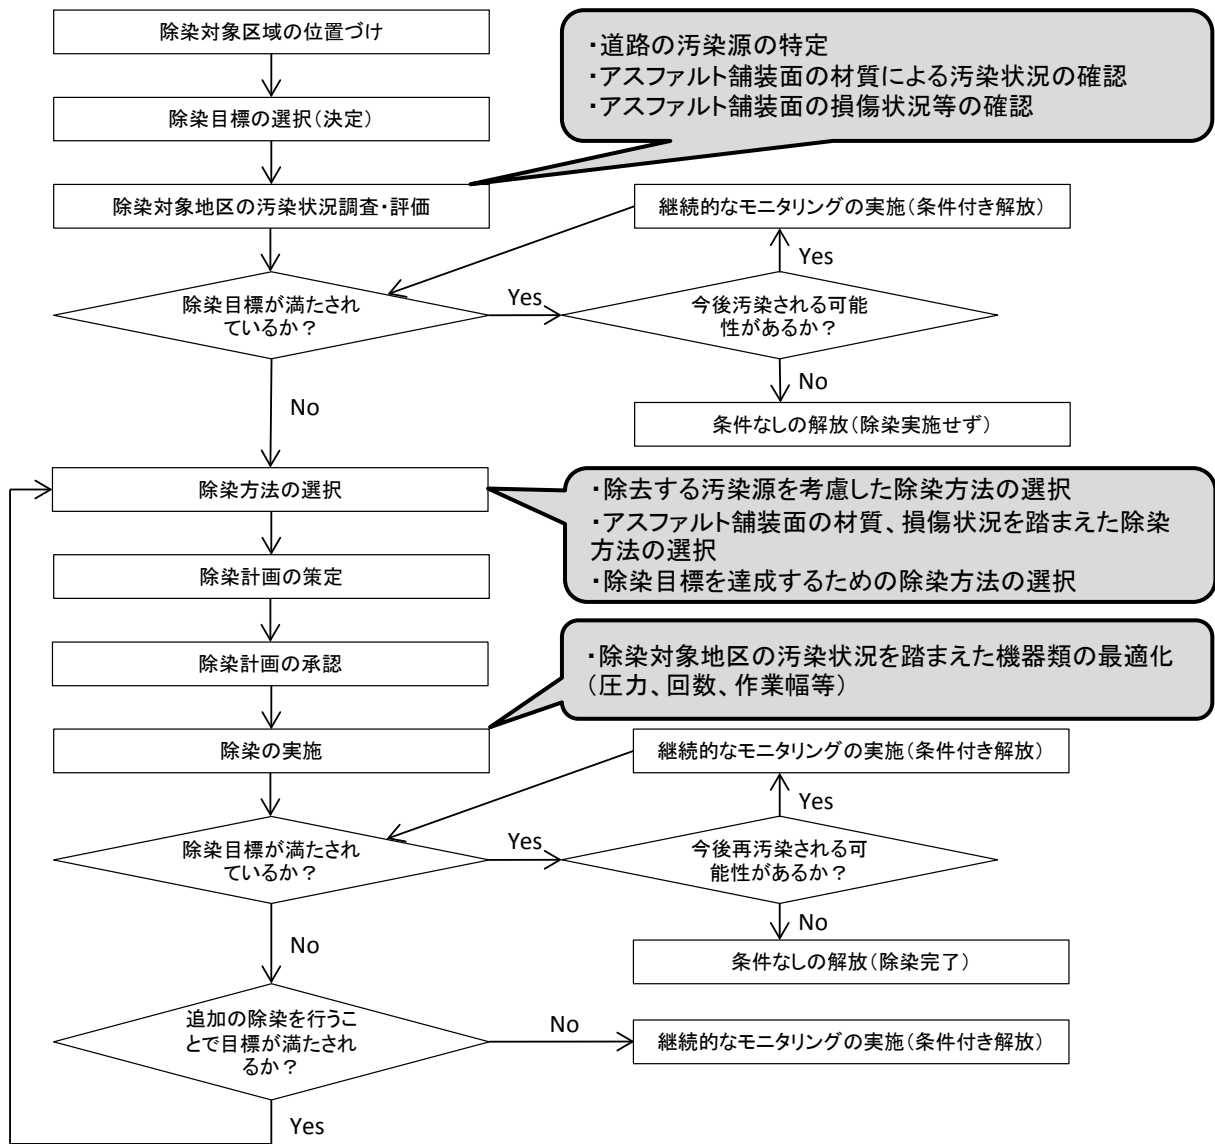 除染対象区域の位置づけ
・道路の汚染源の特定
・アスファルト舗装面の材質による汚染状況の確認
・アスファルト舗装面の損傷状況等の確認
除染目標の選択(決定)
除染対象地区の汚染状況調査・評価
継続的なモニタリングの実施(条件付き解放)
Yes
除染目標が満たされ
ているか？
Yes
今後汚染される可能
性があるか？
No
No
条件なしの解放(除染実施せず)
除染方法の選択
・除去する汚染源を考慮した除染方法の選択
・アスファルト舗装面の材質、損傷状況を踏まえた除染
方法の選択
・除染目標を達成するための除染方法の選択
除染計画の策定
除染計画の承認
・除染対象地区の汚染状況を踏まえた機器類の最適化
(圧力、回数、作業幅等)
除染の実施
継続的なモニタリングの実施(条件付き解放)
Yes
除染目標が満たされ
ているか？
Yes
今後再汚染される可
能性があるか？
No
No
条件なしの解放(除染完了)
追加の除染を行うこ
とで目標が満たされ
るか？
No
継続的なモニタリングの実施(条件付き解放)
Yes